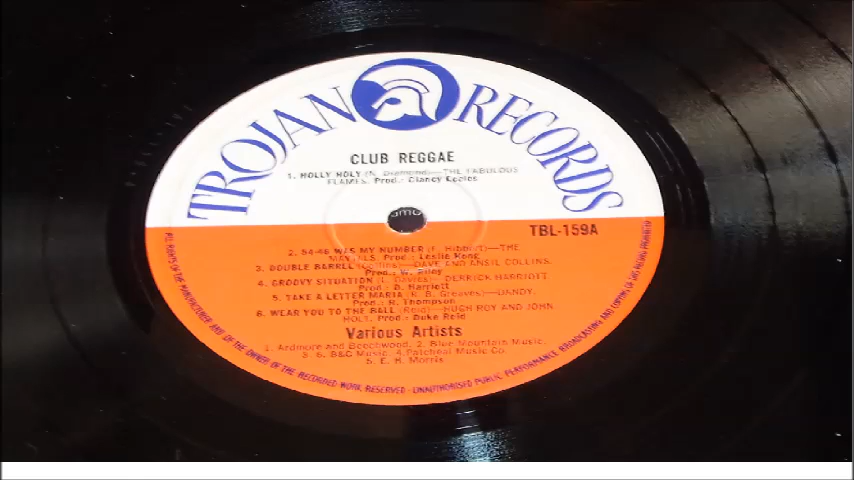 TROJAN RECORDS
CLUB REGGAE
1. HOLLY HOLY (N. Diamond)—THE FABULOUS
FLAMES. Prod.: Clancy Eccles
TBL-159A
2. 54-46 WAS MY NUMBER (F. Hibbert)—THE
MAYTALS. Prod.: Leslie Kong
3. DOUBLE BARREL (Collins)—DAVE AND ANSIL COLLINS.
Prod.: W. Riley
4. GROOVY SITUATION (L. Davies)—DERRICK HARRIOTT
Prod.: D. Harriott
5. TAKE A LETTER MARIA (R. B. Greaves)—DANDY.
Prod.: R. Thompson
6. WEAR YOU TO THE BALL (Reid)—HUGH ROY AND JOHN
HOLT. Prod.: Duke Reid
Various Artists
1. Ardmore and Beechwood. 2. Blue Mountain Music.
3. 6. B&C Music. 4. Patcheal Music Co.
5. E. H. Morris
ALL RIGHTS OF THE MANUFACTURER AND OF THE OWNER OF THE RECORDED WORK RESERVED · UNAUTHORISED PUBLIC PERFORMANCE BROADCASTING AND COPYING OF THIS RECORD PROHIBITED